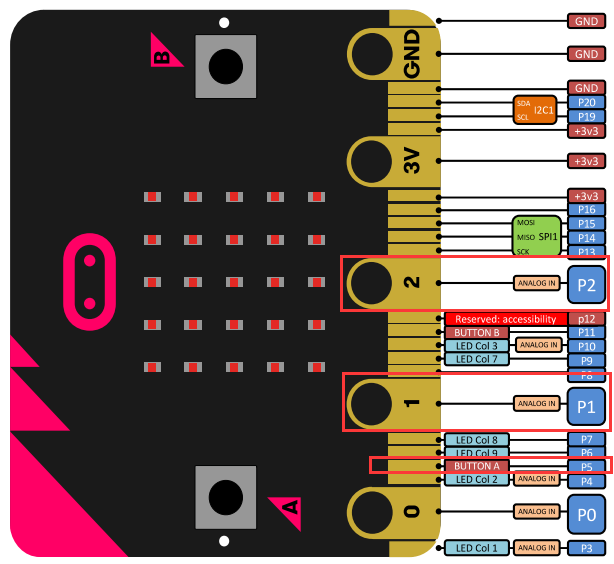 B
GND
3V
2
1
0
A
GND
GND
GND
SDA I2C1 P20
SCL P19
+3v3
+3v3
+3v3
P16
MOSI P15
MISO SPI1 P14
SCK P13
ANALOG IN P2
Reserved: accessibility p12
BUTTON B P11
LED Col 3 ANALOG IN P10
LED Col 7 P9
P8
ANALOG IN P1
LED Col 8 P7
LED Col 9 P6
BUTTON A P5
LED Col 2 ANALOG IN P4
ANALOG IN P0
LED Col 1 ANALOG IN P3